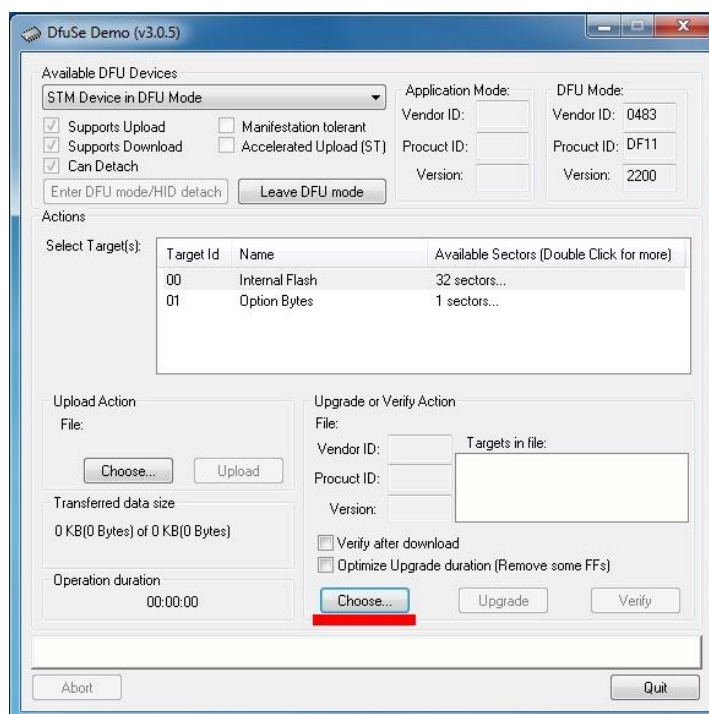 DfuSe Demo (v3.0.5)
Available DFU Devices
STM Device in DFU Mode
Supports Upload
Manifestation tolerant
Supports Download
Accelerated Upload (ST)
Can Detach
Enter DFU mode/HID detach
Leave DFU mode
Application Mode:
Vendor ID:
Procuct ID:
Version:
DFU Mode:
Vendor ID: 0483
Procuct ID: DF11
Version: 2200
Actions
Select Target(s):
Target Id Name Available Sectors (Double Click for more)
00 Internal Flash 32 sectors...
01 Option Bytes 1 sectors...
Upload Action
File:
Choose... Upload
Transferred data size
0 KB(0 Bytes) of 0 KB(0 Bytes)
Operation duration
00:00:00
Upgrade or Verify Action
File:
Vendor ID:
Procuct ID:
Version:
Targets in file:
Verify after download
Optimize Upgrade duration (Remove some FFs)
Choose... Upgrade Verify
Abort Quit